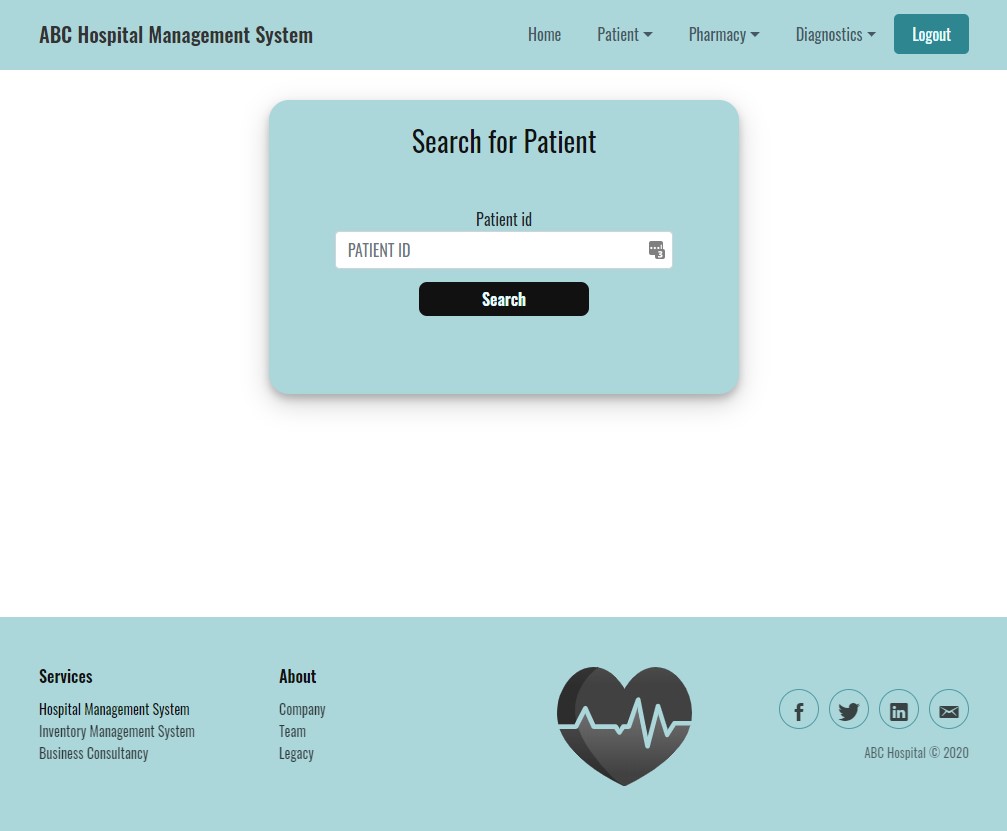 ABC Hospital Management System
Home Patient Pharmacy Diagnostics Logout
Search for Patient
Patient id
PATIENT ID
3
Search
Services
Hospital Management System
Inventory Management System
Business Consultancy
About
Company
Team
Legacy
ABC Hospital © 2020